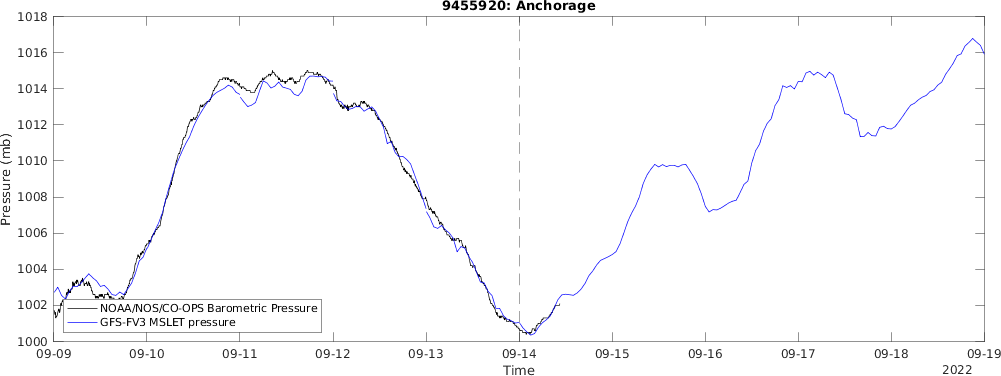 9455920: Anchorage
1018
1016
1014
1012
1010
1008
1006
1004
1002
1000
Pressure (mb)
NOAA/NOS/CO-OPS Barometric Pressure
GFS-FV3 MSLET pressure
09-09 09-10 09-11 09-12 09-13 09-14 09-15 09-16 09-17 09-18 09-19
Time
2022